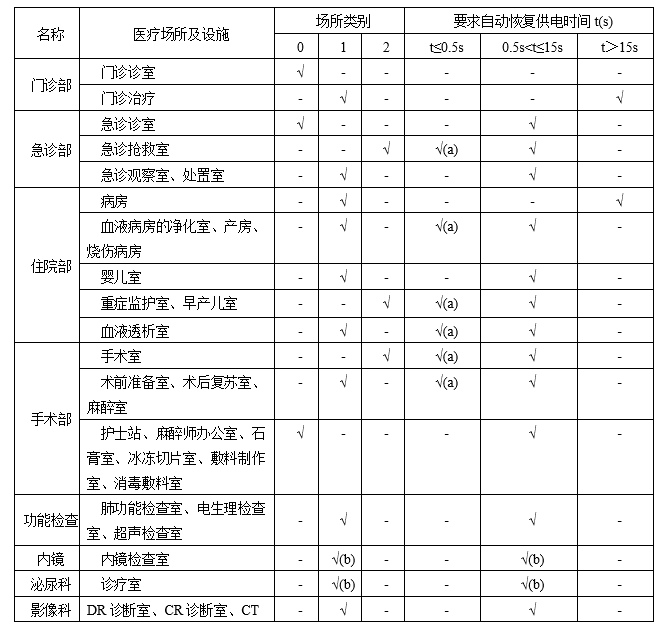 名称 医疗场所及设施 场所类别 要求自动恢复供电时间 t(s)
0 1 2 t≤0.5s 0.5s<t≤15s t＞15s
门诊部 门诊诊室 √ - - - - -
门诊治疗 - √ - - - √
急诊部 急诊诊室 √ - - - √ -
急诊抢救室 - - √ √(a) √ -
急诊观察室、处置室 - √ - - √ -
住院部 病房 - √ - - - √
血液病房的净化室、产房、 - √ - √(a) √ -
烧伤病房
婴儿室 - √ - - √ -
重症监护室、早产儿室 - - √ √(a) √ -
血液透析室 - √ - √(a) √ -
手术部 手术室 - - √ √(a) √ -
术前准备室、术后复苏室、 - √ - √(a) √ -
麻醉室
护士站、麻醉师办公室、石 √ - - - √ -
膏室、冰冻切片室、敷料制作
室、消毒敷料室
功能检查 肺功能检查室、电生理检查 - √ - - √ -
室、超声检查室
内镜 内镜检查室 - √(b) - - √(b) -
泌尿科 诊疗室 - √(b) - - √(b) -
影像科 DR 诊断室、CR 诊断室、CT - √ - - √ -